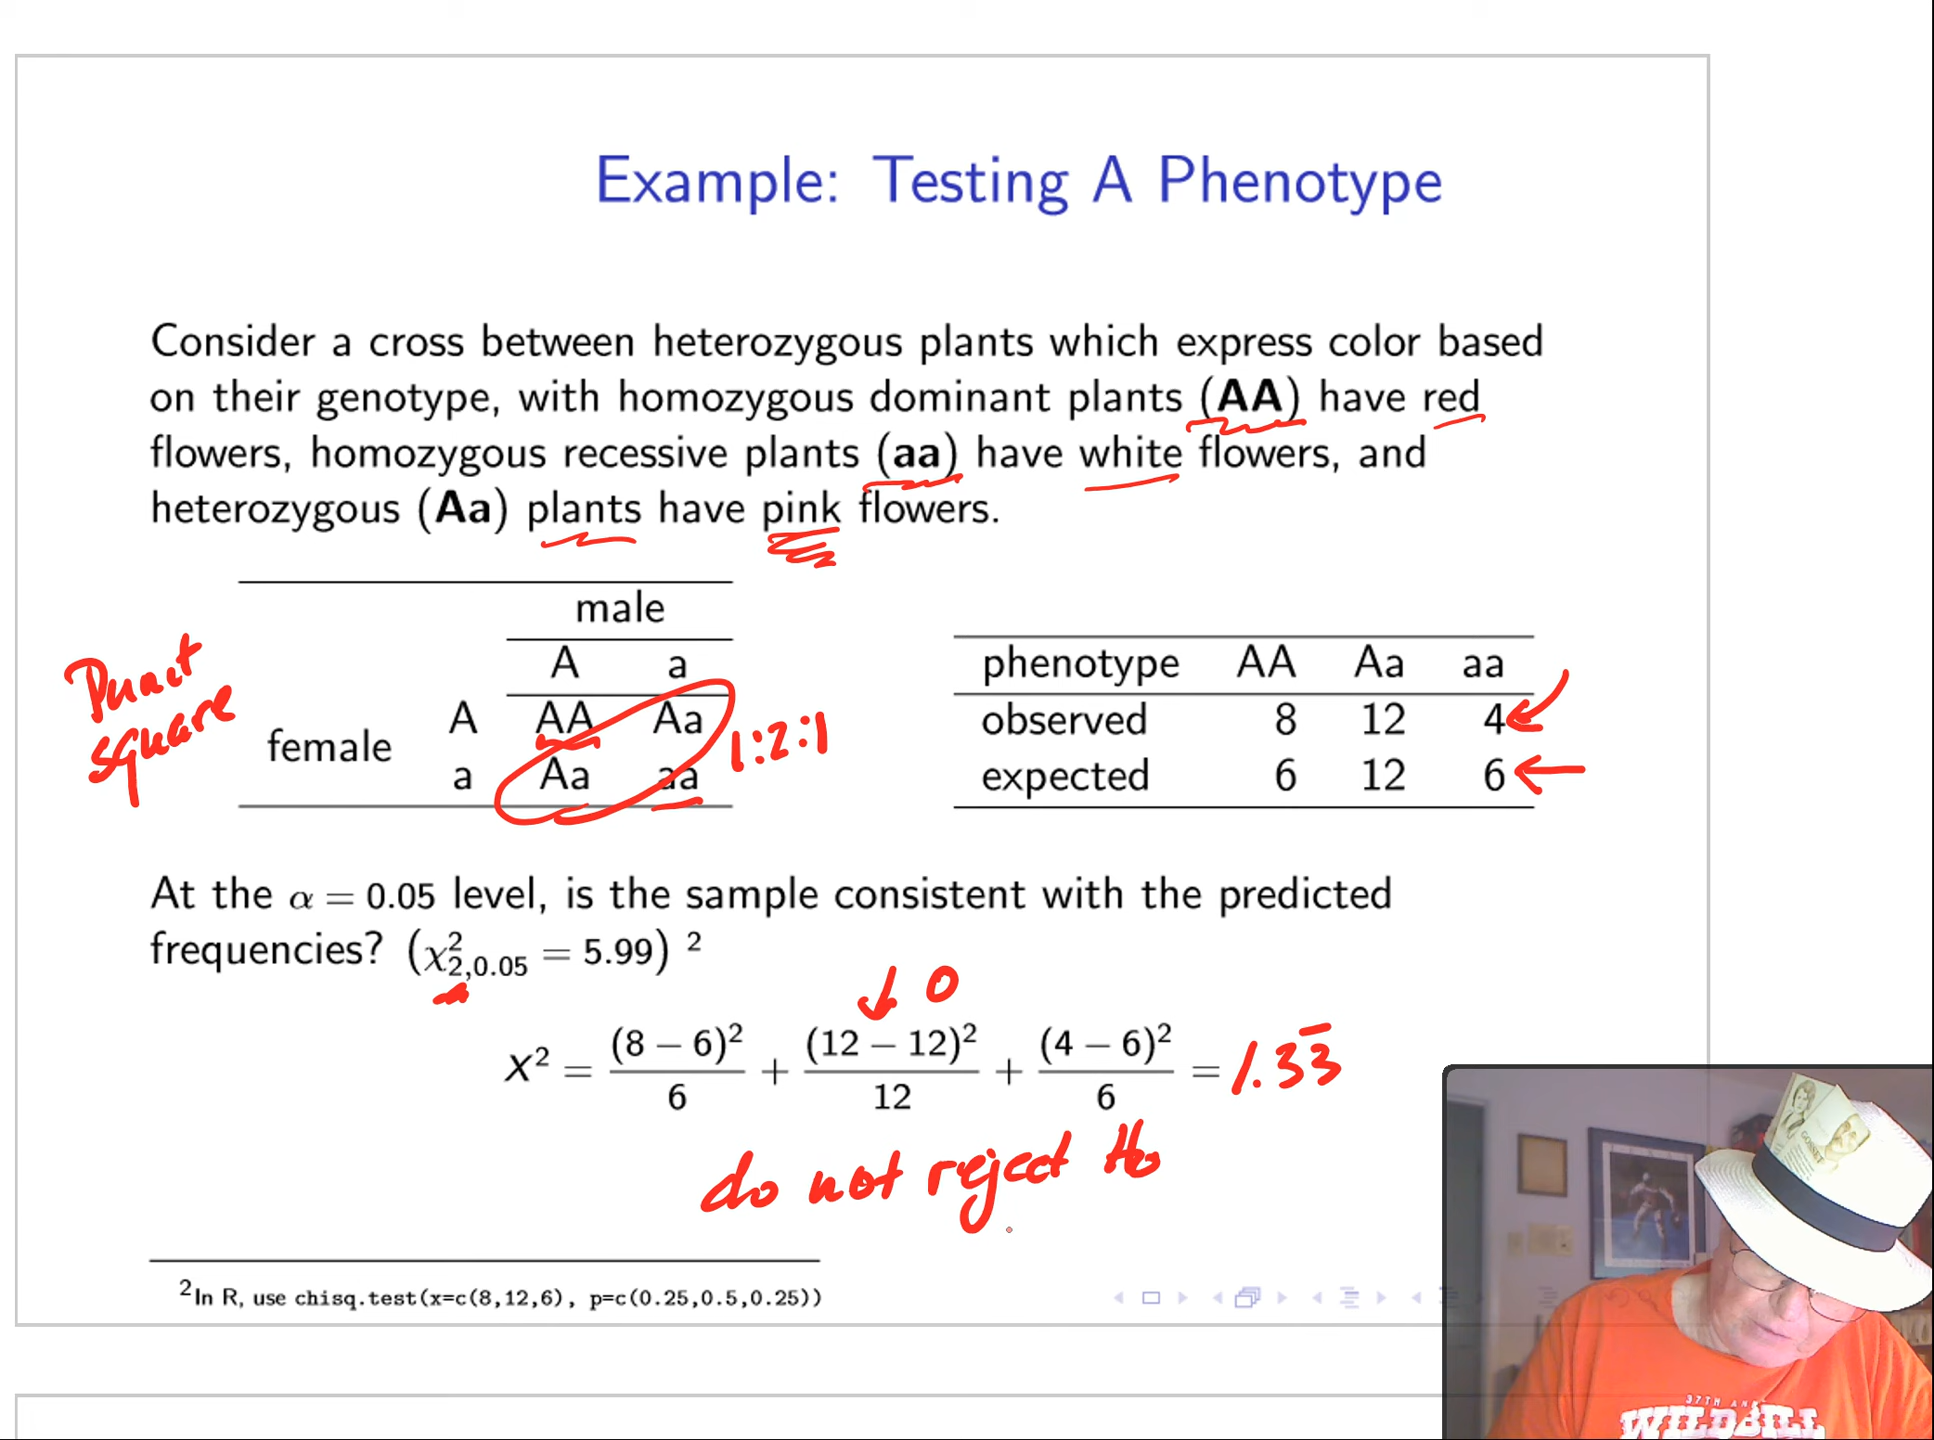 Example: Testing A Phenotype
Consider a cross between heterozygous plants which express color based
on their genotype, with homozygous dominant plants (AA) have red
flowers, homozygous recessive plants (aa) have white flowers, and
heterozygous (Aa) plants have pink flowers.
Punct
square
male
A a
female A AA Aa
a Aa aa
1:2:1
phenotype AA Aa aa
observed 8 12 4
expected 6 12 6
At the α = 0.05 level, is the sample consistent with the predicted
frequencies? (χ²₂,₀.₀₅ = 5.99) ²
0
X² = (8 − 6)²/6 + (12 − 12)²/12 + (4 − 6)²/6 = 1.33̅
do not reject H₀
²In R, use chisq.test(x=c(8,12,6), p=c(0.25,0.5,0.25))
GOSSET
37TH
WILDBILL